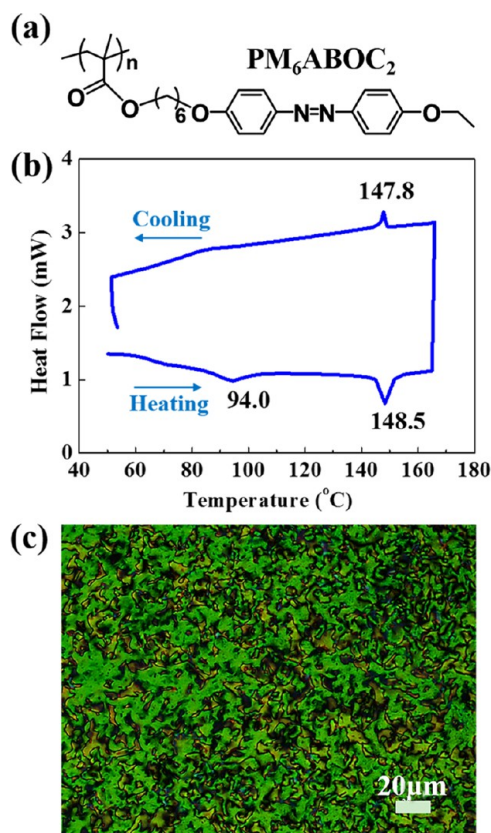 (a)
PM₆ABOC₂
n
O
O
6
O
N=N
O
(b)
4
3
2
1
0
Heat Flow (mW)
Cooling
147.8
Heating
94.0
148.5
40 60 80 100 120 140 160 180
Temperature (°C)
(c)
20μm